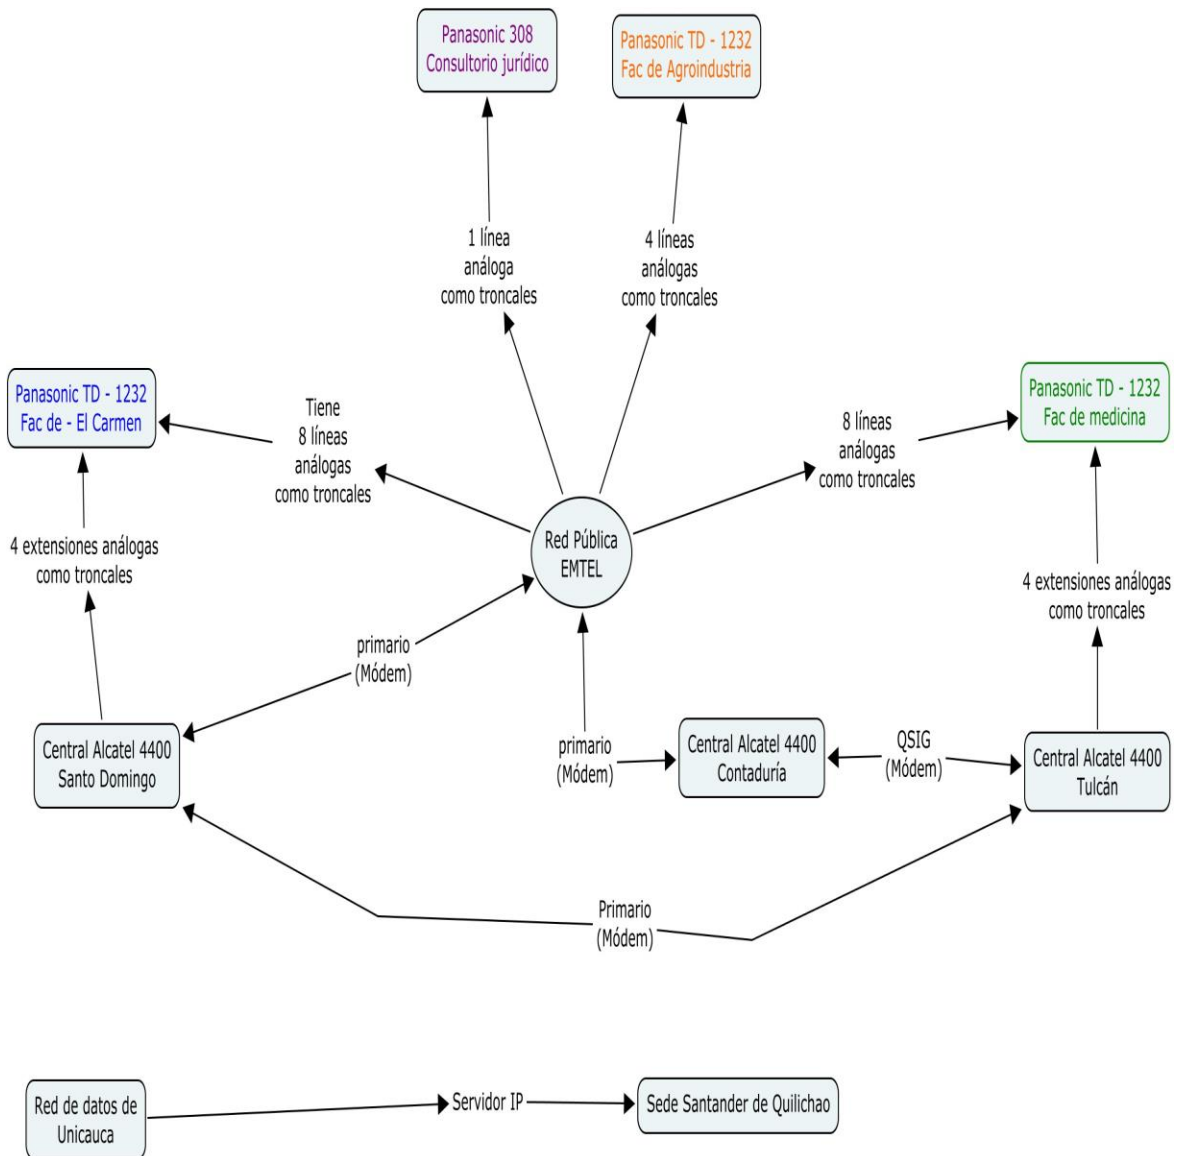 Panasonic 308
Consultorio jurídico
Panasonic TD - 1232
Fac de Agroindustria
1 línea
análoga
como troncales
4 líneas
análogas
como troncales
Panasonic TD - 1232
Fac de - El Carmen
Tiene
8 líneas
análogas
como troncales
8 líneas
análogas
como troncales
Panasonic TD - 1232
Fac de medicina
4 extensiones análogas
como troncales
Red Pública
EMTEL
4 extensiones análogas
como troncales
primario
(Módem)
Central Alcatel 4400
Santo Domingo
primario
(Módem)
Central Alcatel 4400
Contaduría
QSIG
(Módem)
Central Alcatel 4400
Tulcán
Primario
(Módem)
Red de datos de
Unicauca
Servidor IP
Sede Santander de Quilichao